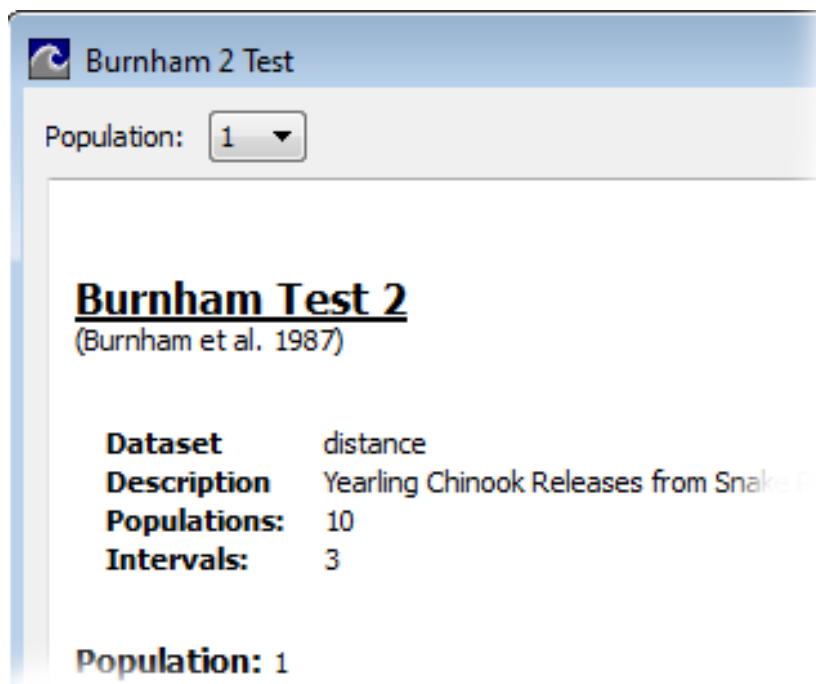 Burnham 2 Test
Population: 1
Burnham Test 2
(Burnham et al. 1987)
Dataset distance
Description Yearling Chinook Releases from Snake
Populations: 10
Intervals: 3
Population: 1